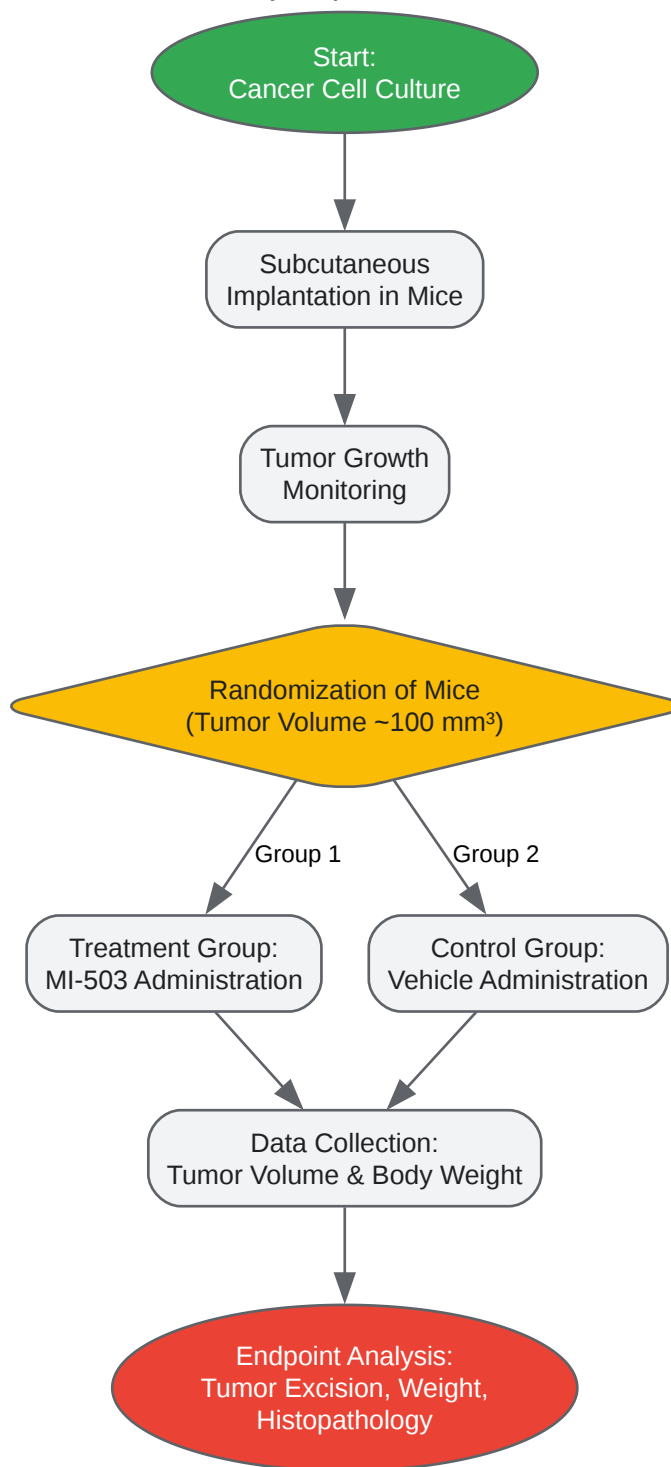 Start:
Cancer Cell Culture
Subcutaneous
Implantation in Mice
Tumor Growth
Monitoring
Randomization of Mice
(Tumor Volume ~100 mm³)
Group 1
Group 2
Treatment Group:
MI-503 Administration
Control Group:
Vehicle Administration
Data Collection:
Tumor Volume & Body Weight
Endpoint Analysis:
Tumor Excision, Weight,
Histopathology